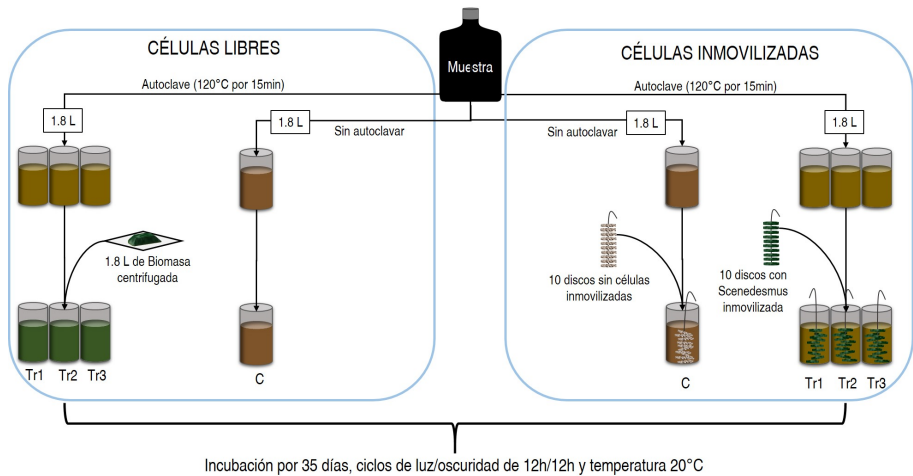 CÉLULAS LIBRES
Muestra
CÉLULAS INMOVILIZADAS
Autoclave (120°C por 15min)
Autoclave (120°C por 15min)
1.8 L
1.8 L
Sin autoclavar
Sin autoclavar
1.8 L
1.8 L
1.8 L de Biomasa
centrifugada
10 discos sin células
inmovilizadas
10 discos con
Scenedesmus
inmovilizada
Tr1 Tr2 Tr3
C
C
Tr1 Tr2 Tr3
Incubación por 35 días, ciclos de luz/oscuridad de 12h/12h y temperatura 20°C